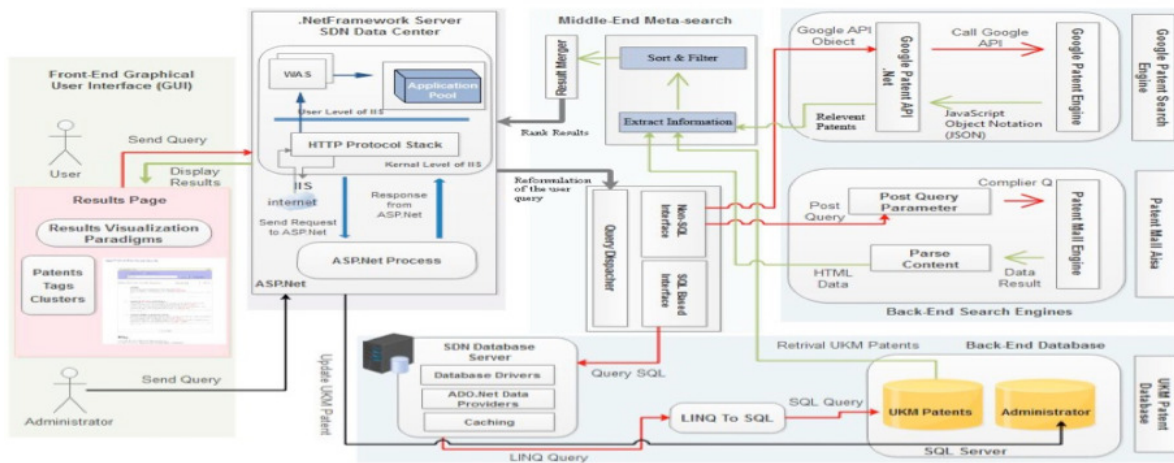 Front-End Graphical
User Interface (GUI)
User
Send Query
Display
Results
Results Page
Results Visualization
Paradigms
Patents
Tags
Clusters
Send Query
Administrator
.NetFramework Server
SDN Data Center
WAS
Application
Pool
User Level of IIS
HTTP Protocol Stack
Kernal Level of IIS
IIS
internet
Send Request
to ASP.Net
Response
from
ASP.Net
ASP.Net Process
ASP.Net
Update UKM Patent
Middle-End Meta-search
Result Merger
Sort & Filter
Extract Information
Rank Results
Reformulation
of the user
query
Query Dispacher
Non-SQL
Interface
SQL Based
Interface
Google API
Object
Google Patent API
.Net
Call Google
API
Google Patent Engine
Relevent
Patents
JavaScript
Object Notation
(JSON)
Google Patent Search
Engine
Post
Query
Post Query
Parameter
Complier Q
Patent Mall Engine
Parse
Content
HTML
Data
Data
Result
Back-End Search Engines
Patent Mall Aisa
SDN Database
Server
Database Drivers
ADO.Net Data
Providers
Caching
Query SQL
LINQ Query
LINQ To SQL
SQL Query
Retrival UKM Patents
Back-End Database
UKM Patents
Administrator
SQL Server
UKM Patent
Database